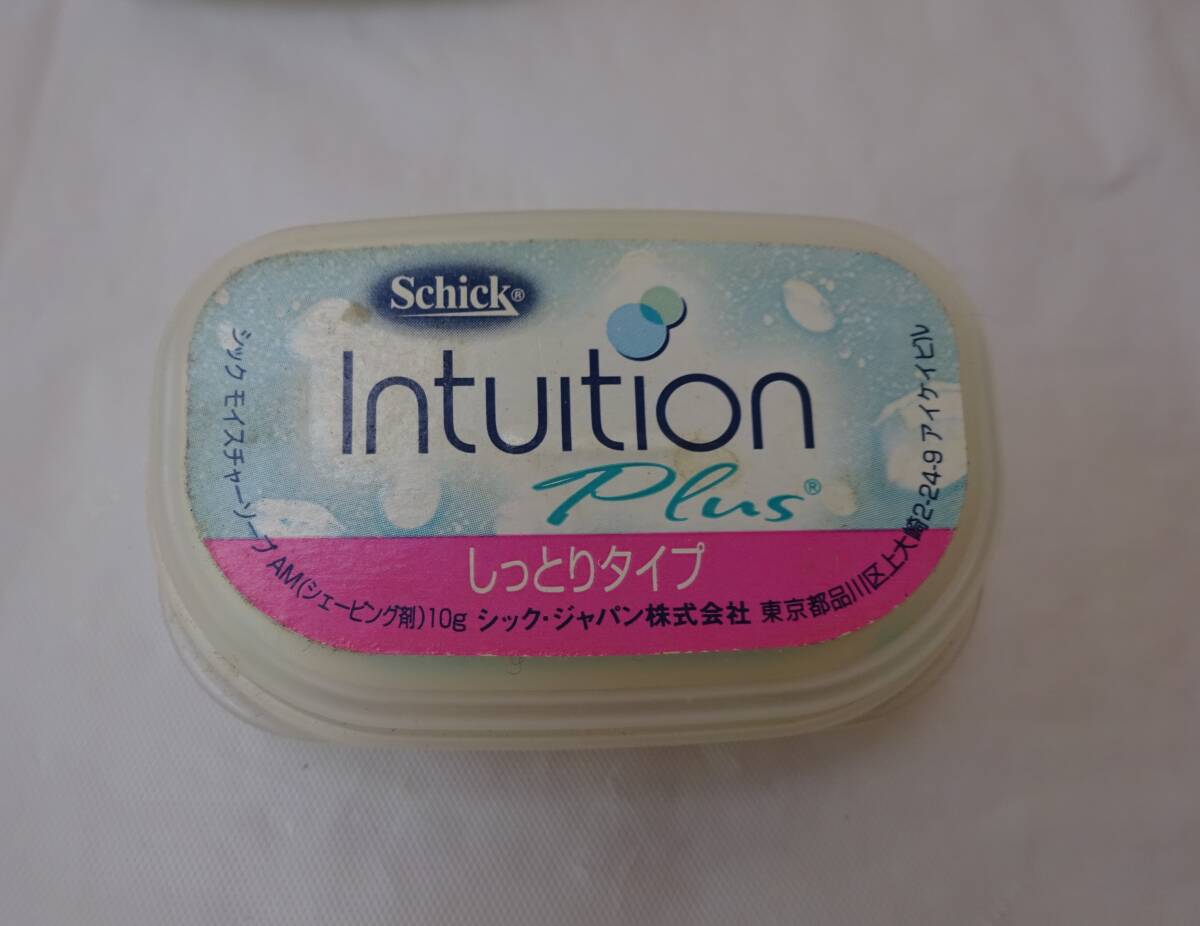 Schick®
Intuition
Plus®
しっとりタイプ
シック モイスチャーソープ AM(シェービング剤)10g シック・ジャパン株式会社 東京都品川区上大崎2-24-9 アイケイビル